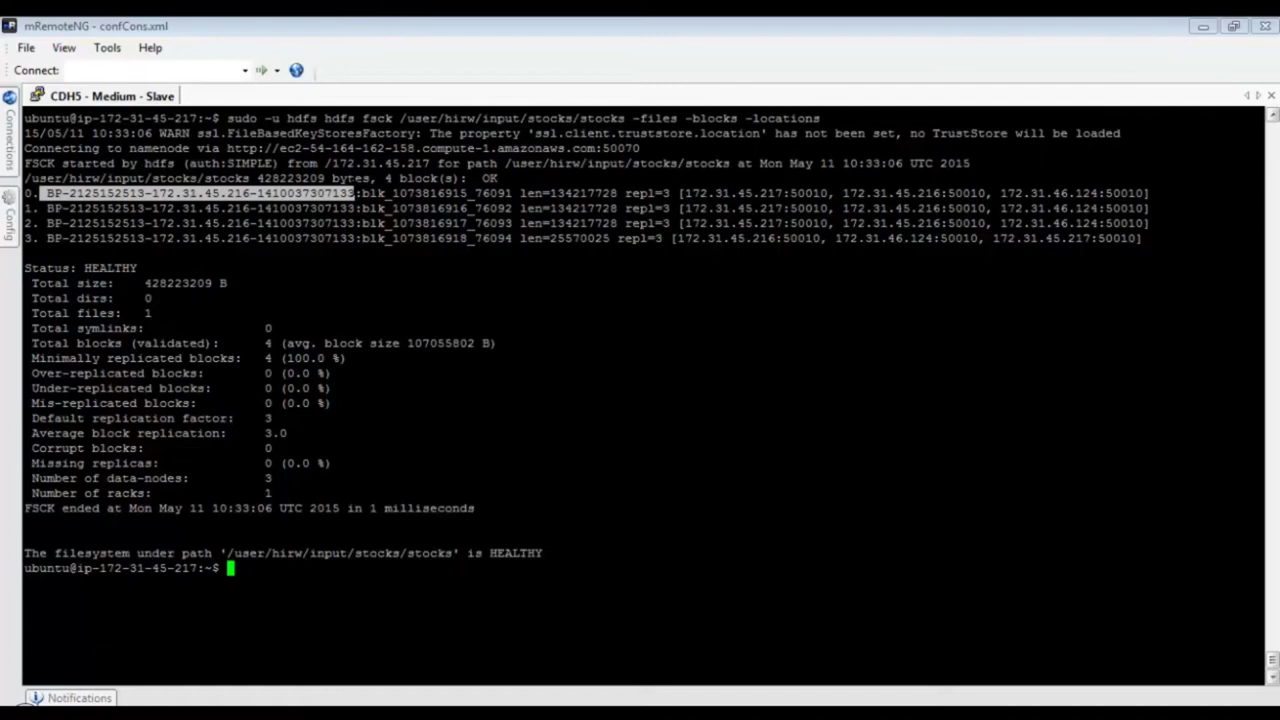 mRemoteNG - confCons.xml
File View Tools Help
Connect:
CDH5 - Medium - Slave
Connections
Config
ubuntu@ip-172-31-45-217:~$ sudo -u hdfs hdfs fsck /user/hirw/input/stocks/stocks -files -blocks -locations
15/05/11 10:33:06 WARN ssl.FileBasedKeyStoresFactory: The property 'ssl.client.truststore.location' has not been set, no TrustStore will be loaded
Connecting to namenode via http://ec2-54-164-162-158.compute-1.amazonaws.com:50070
FSCK started by hdfs (auth:SIMPLE) from /172.31.45.217 for path /user/hirw/input/stocks/stocks at Mon May 11 10:33:06 UTC 2015
/user/hirw/input/stocks/stocks 428223209 bytes, 4 block(s):  OK
0. BP-2125152513-172.31.45.216-1410037307133:blk_1073816915_76091 len=134217728 repl=3 [172.31.45.217:50010, 172.31.45.216:50010, 172.31.46.124:50010]
1. BP-2125152513-172.31.45.216-1410037307133:blk_1073816916_76092 len=134217728 repl=3 [172.31.45.216:50010, 172.31.45.217:50010, 172.31.46.124:50010]
2. BP-2125152513-172.31.45.216-1410037307133:blk_1073816917_76093 len=134217728 repl=3 [172.31.45.217:50010, 172.31.45.216:50010, 172.31.46.124:50010]
3. BP-2125152513-172.31.45.216-1410037307133:blk_1073816918_76094 len=25570025 repl=3 [172.31.45.216:50010, 172.31.46.124:50010, 172.31.45.217:50010]
Status: HEALTHY
Total size: 428223209 B
Total dirs: 0
Total files: 1
Total symlinks: 0
Total blocks (validated): 4 (avg. block size 107055802 B)
Minimally replicated blocks: 4 (100.0 %)
Over-replicated blocks: 0 (0.0 %)
Under-replicated blocks: 0 (0.0 %)
Mis-replicated blocks: 0 (0.0 %)
Default replication factor: 3
Average block replication: 3.0
Corrupt blocks: 0
Missing replicas: 0 (0.0 %)
Number of data-nodes: 3
Number of racks: 1
FSCK ended at Mon May 11 10:33:06 UTC 2015 in 1 milliseconds
The filesystem under path '/user/hirw/input/stocks/stocks' is HEALTHY
ubuntu@ip-172-31-45-217:~$
Notifications